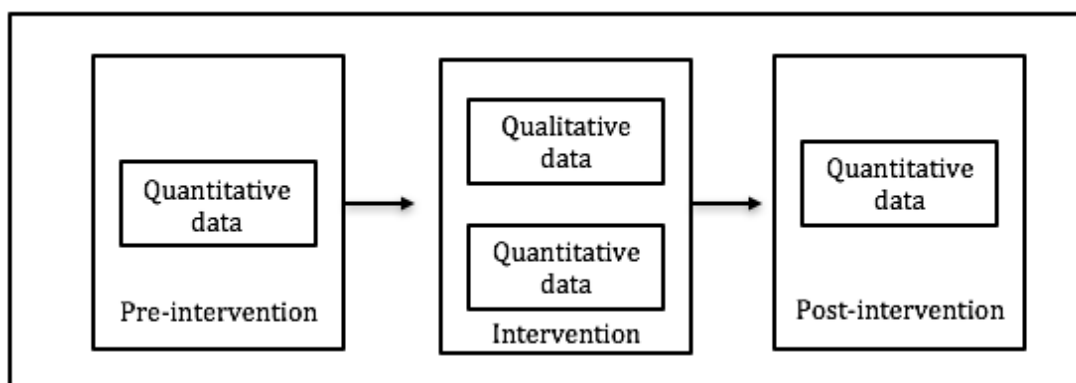 Quantitative
data
Pre-intervention
Qualitative
data
Quantitative
data
Intervention
Quantitative
data
Post-intervention